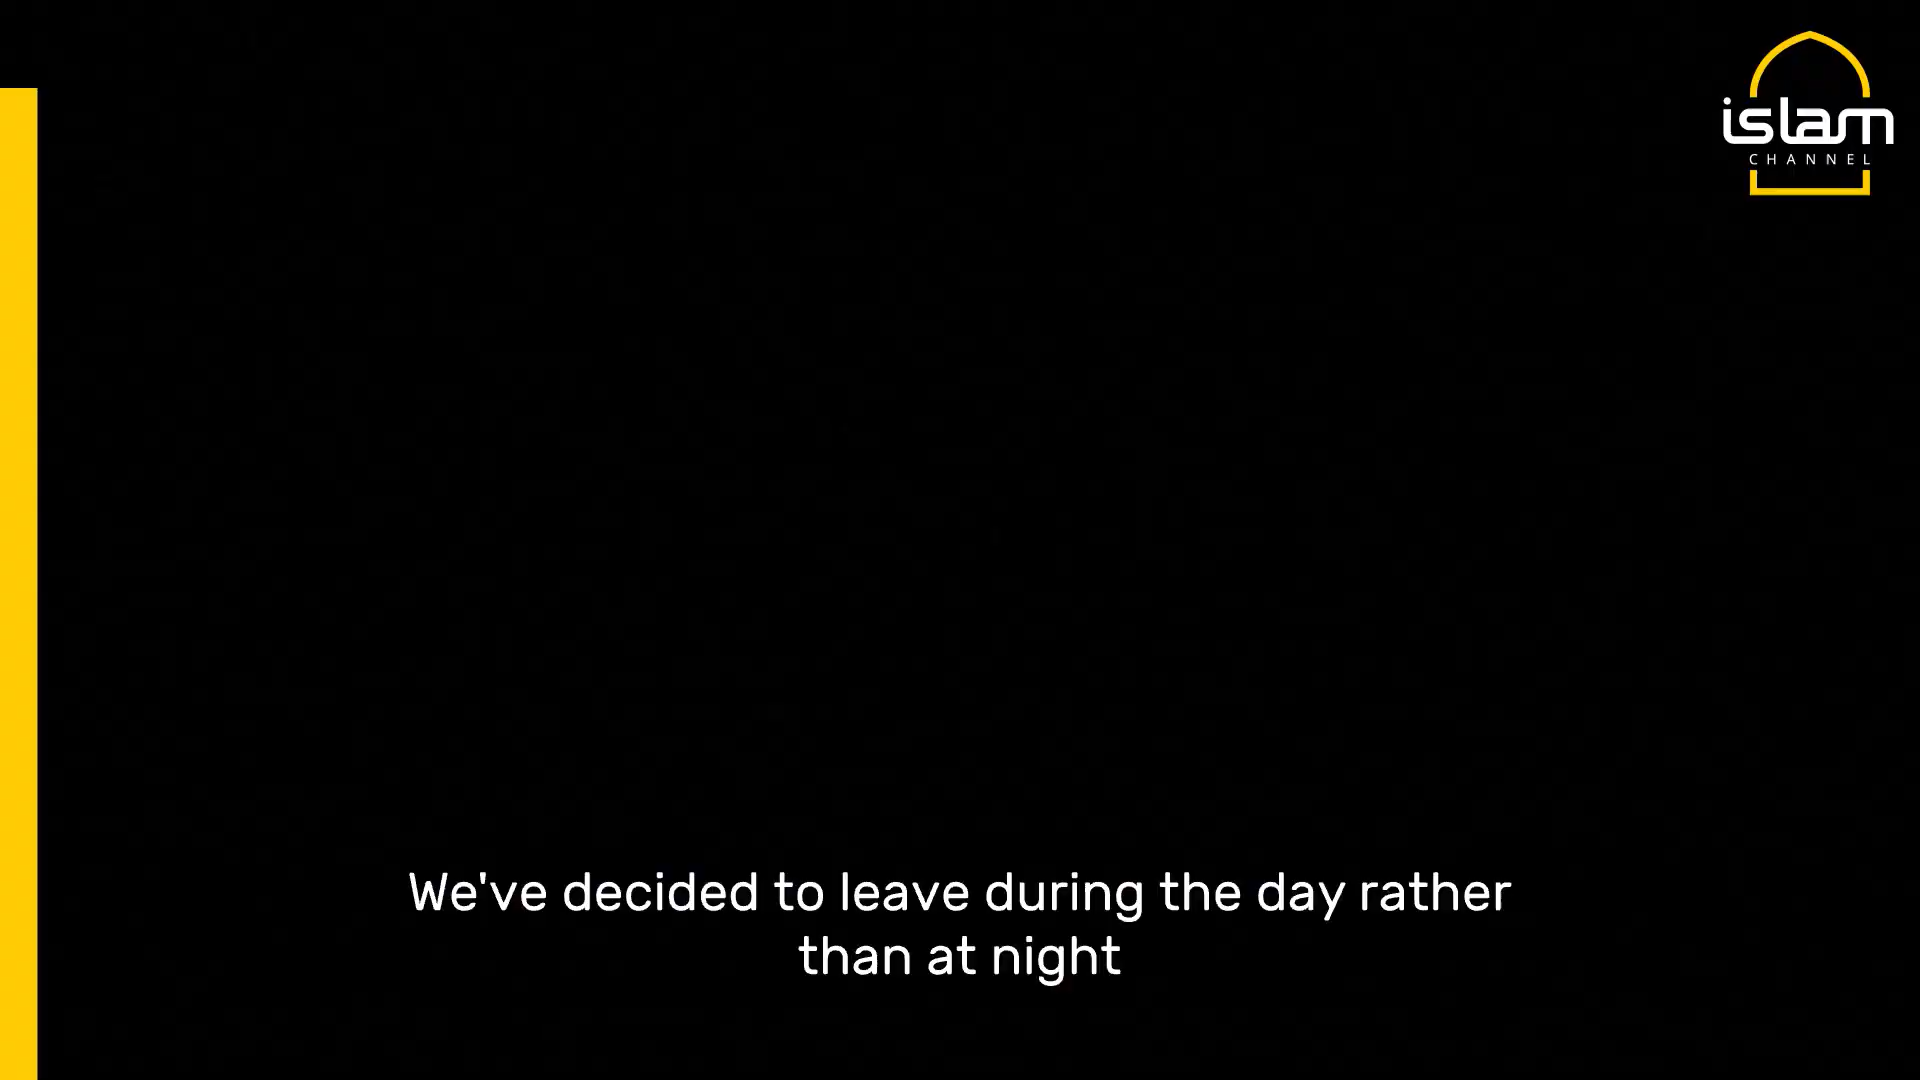 islam
CHANNEL
We've decided to leave during the day rather
than at night